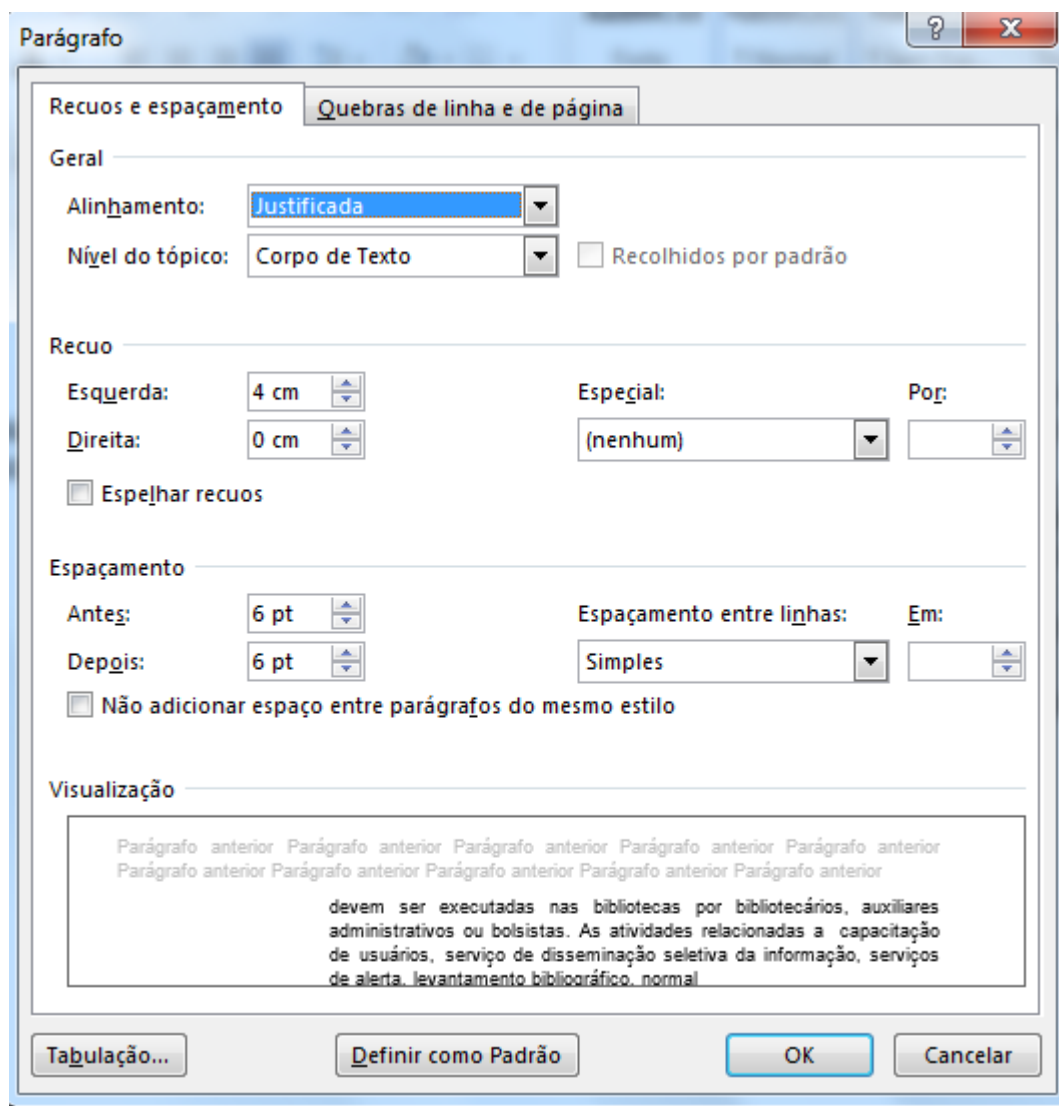 Parágrafo
Recuos e espaçamento Quebras de linha e de página
Geral
Alinhamento: Justificada
Nível do tópico: Corpo de Texto Recolhidos por padrão
Recuo
Esquerda: 4 cm Especial: Por:
Direita: 0 cm (nenhum)
Espelhar recuos
Espaçamento
Antes: 6 pt Espaçamento entre linhas: Em:
Depois: 6 pt Simples
Não adicionar espaço entre parágrafos do mesmo estilo
Visualização
Parágrafo anterior Parágrafo anterior Parágrafo anterior Parágrafo anterior Parágrafo anterior
Parágrafo anterior Parágrafo anterior Parágrafo anterior Parágrafo anterior Parágrafo anterior
devem ser executadas nas bibliotecas por bibliotecários, auxiliares
administrativos ou bolsistas. As atividades relacionadas a capacitação
de usuários, serviço de disseminação seletiva da informação, serviços
de alerta, levantamento bibliográfico, normal
Tabulação... Definir como Padrão OK Cancelar